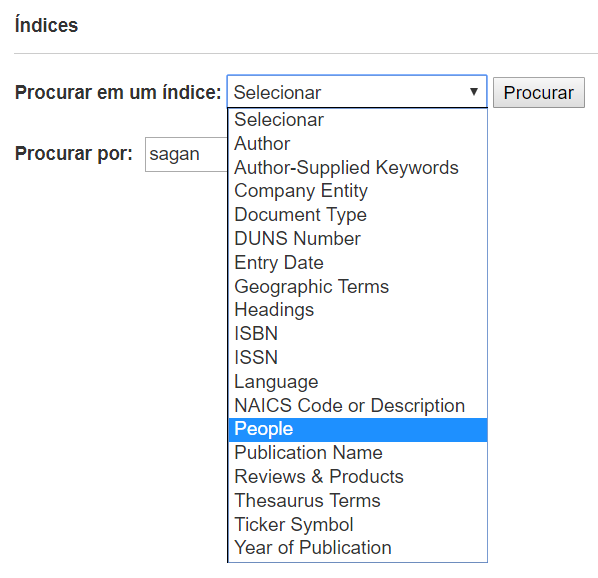 Índices
Procurar em um índice: Selecionar ▼ Procurar
Selecionar
Author
Procurar por: sagan
Author-Supplied Keywords
Company Entity
Document Type
DUNS Number
Entry Date
Geographic Terms
Headings
ISBN
ISSN
Language
NAICS Code or Description
People
Publication Name
Reviews & Products
Thesaurus Terms
Ticker Symbol
Year of Publication